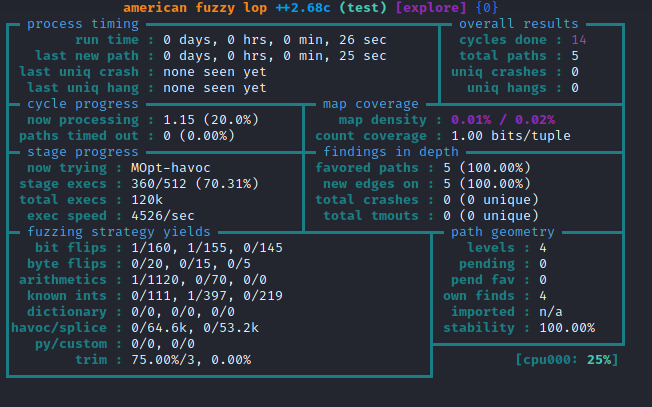 american fuzzy lop ++2.68c (test) [explore] {0}
process timing overall results
run time : 0 days, 0 hrs, 0 min, 26 sec cycles done : 14
last new path : 0 days, 0 hrs, 0 min, 25 sec total paths : 5
last uniq crash : none seen yet uniq crashes : 0
last uniq hang : none seen yet uniq hangs : 0
cycle progress map coverage
now processing : 1.15 (20.0%) map density : 0.01% / 0.02%
paths timed out : 0 (0.00%) count coverage : 1.00 bits/tuple
stage progress findings in depth
now trying : MOpt-havoc favored paths : 5 (100.00%)
stage execs : 360/512 (70.31%) new edges on : 5 (100.00%)
total execs : 120k total crashes : 0 (0 unique)
exec speed : 4526/sec total tmouts : 0 (0 unique)
fuzzing strategy yields path geometry
bit flips : 1/160, 1/155, 0/145 levels : 4
byte flips : 0/20, 0/15, 0/5 pending : 0
arithmetics : 1/1120, 0/70, 0/0 pend fav : 0
known ints : 0/111, 1/397, 0/219 own finds : 4
dictionary : 0/0, 0/0, 0/0 imported : n/a
havoc/splice : 0/64.6k, 0/53.2k stability : 100.00%
py/custom : 0/0, 0/0
trim : 75.00%/3, 0.00% [cpu000: 25%]